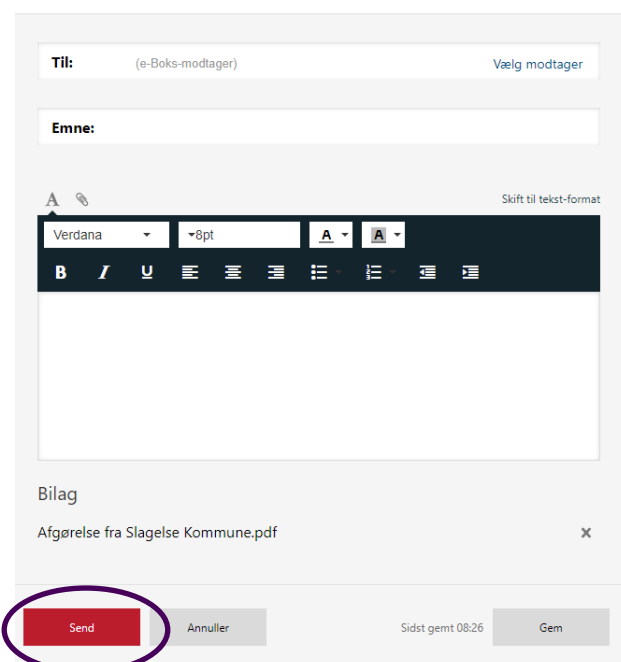 Til: (e-Boks-modtager) Vælg modtager
Emne:
A Skift til tekst-format
Verdana 8pt A A
B I U
Bilag
Afgørelse fra Slagelse Kommune.pdf
Send Annuller Sidst gemt 08:26 Gem